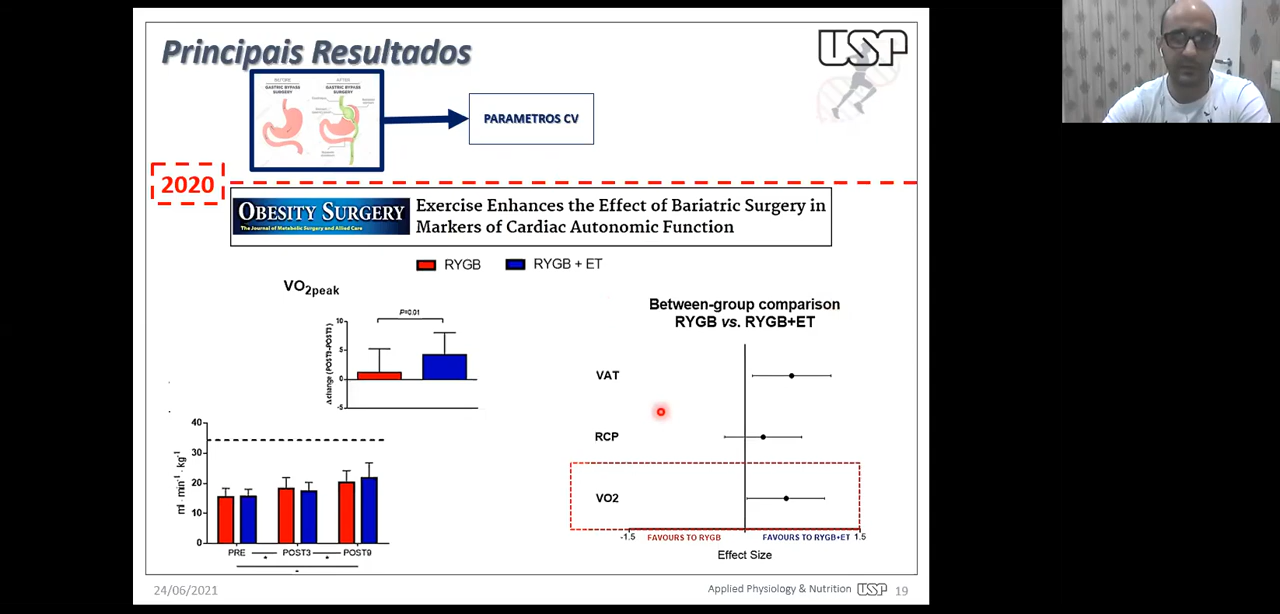 Principais Resultados
USP
BEFORE
GASTRIC BYPASS
SURGERY
AFTER
GASTRIC BYPASS
SURGERY
PARAMETROS CV
2020
OBESITY SURGERY
The Journal of Metabolic Surgery and Allied Care
Exercise Enhances the Effect of Bariatric Surgery in
Markers of Cardiac Autonomic Function
RYGB
RYGB + ET
VO2peak
P=0.01
Δchange (POST9-POST3)
10
5
0
-5
40
30
20
10
0
ml · min-1 · kg-1
PRE
*
POST3
*
POST9
Between-group comparison
RYGB vs. RYGB+ET
VAT
RCP
VO2
-1.5
FAVOURS TO RYGB
FAVOURS TO RYGB+ET
1.5
Effect Size
24/06/2021
Applied Physiology & Nutrition USP 19